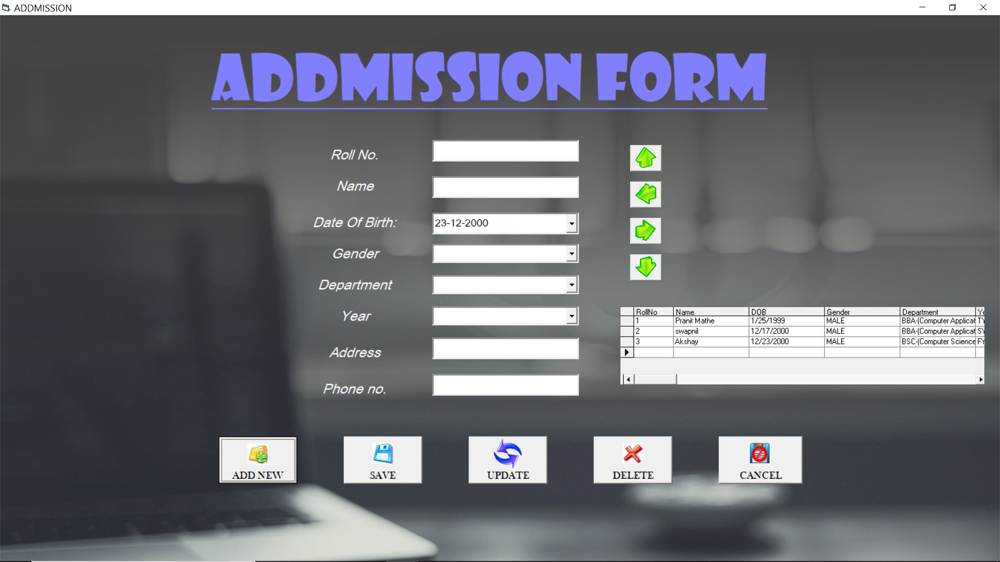 ADDMISSION
ADDMISSION FORM
Roll No.
Name
Date Of Birth: 23-12-2000
Gender
Department
Year
Address
Phone no.
RollNo Name DOB Gender Department Ye
1 Pranit Mathe 1/25/1999 MALE BBA-(Computer Applicat TY
2 swapnil 12/17/2000 MALE BBA-(Computer Applicat SY
3 Akshay 12/23/2000 MALE BSC-(Computer Science FY
ADD NEW SAVE UPDATE DELETE CANCEL